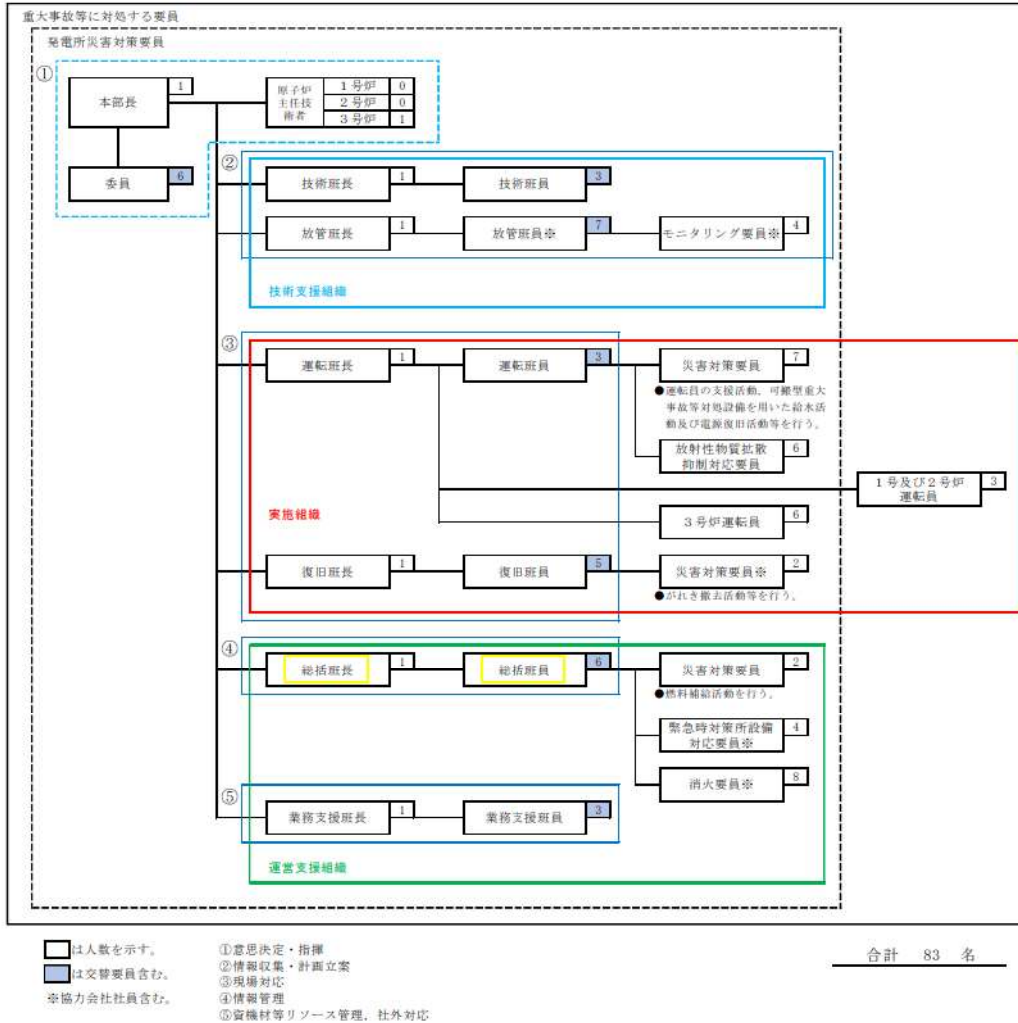 重大事故等に対処する要員
発電所災害対策要員
①
本部長
1
原子炉
主任技
術者
1号炉
0
2号炉
0
3号炉
1
委員
6
②
技術班長
1
技術班員
3
放管班長
1
放管班員※
7
モニタリング要員※
4
技術支援組織
③
運転班長
1
運転班員
3
災害対策要員
7
●運転員の支援活動，可搬型重大
事故等対処設備を用いた給水活
動及び電源復旧活動等を行う。
放射性物質拡散
抑制対応要員
6
1号及び2号炉
運転員
3
実施組織
3号炉運転員
6
復旧班長
1
復旧班員
5
災害対策要員※
2
●がれき撤去活動等を行う。
④
総括班長
1
総括班員
6
災害対策要員
2
●燃料補給活動を行う。
緊急時対策所設備
対応要員※
4
消火要員※
8
⑤
業務支援班長
1
業務支援班員
3
運営支援組織
は人数を示す。
は交替要員含む。
※協力会社社員含む。
①意思決定・指揮
②情報収集・計画立案
③現場対応
④情報管理
⑤資機材等リソース管理，社外対応
合計 83 名